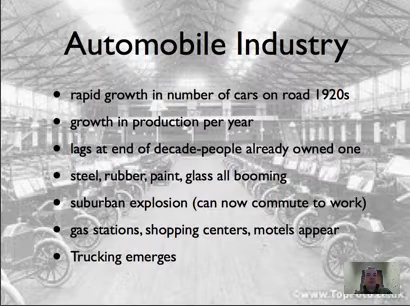 Automobile Industry
• rapid growth in number of cars on road 1920s
• growth in production per year
• lags at end of decade-people already owned one
• steel, rubber, paint, glass all booming
• suburban explosion (can now commute to work)
• gas stations, shopping centers, motels appear
• Trucking emerges